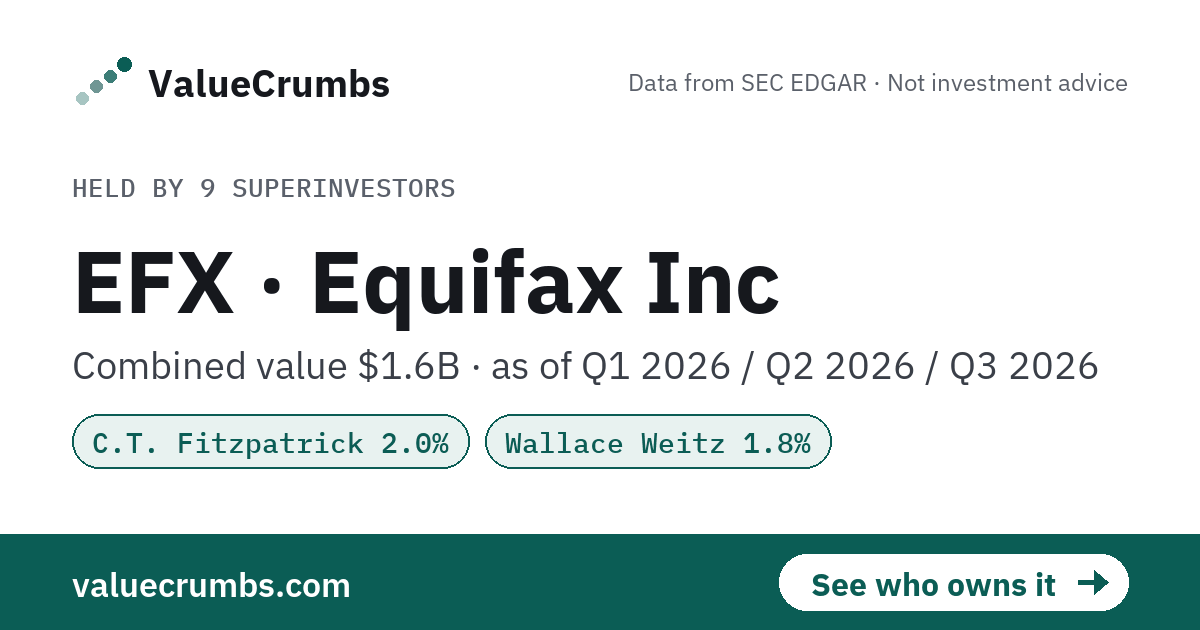 ValueCrumbs
Data from SEC EDGAR · Not investment advice
HELD BY 9 SUPERINVESTORS
EFX · Equifax Inc
Combined value $1.6B · as of Q1 2026 / Q2 2026 / Q3 2026
C.T. Fitzpatrick 2.0%
Wallace Weitz 1.8%
valuecrumbs.com
See who owns it →